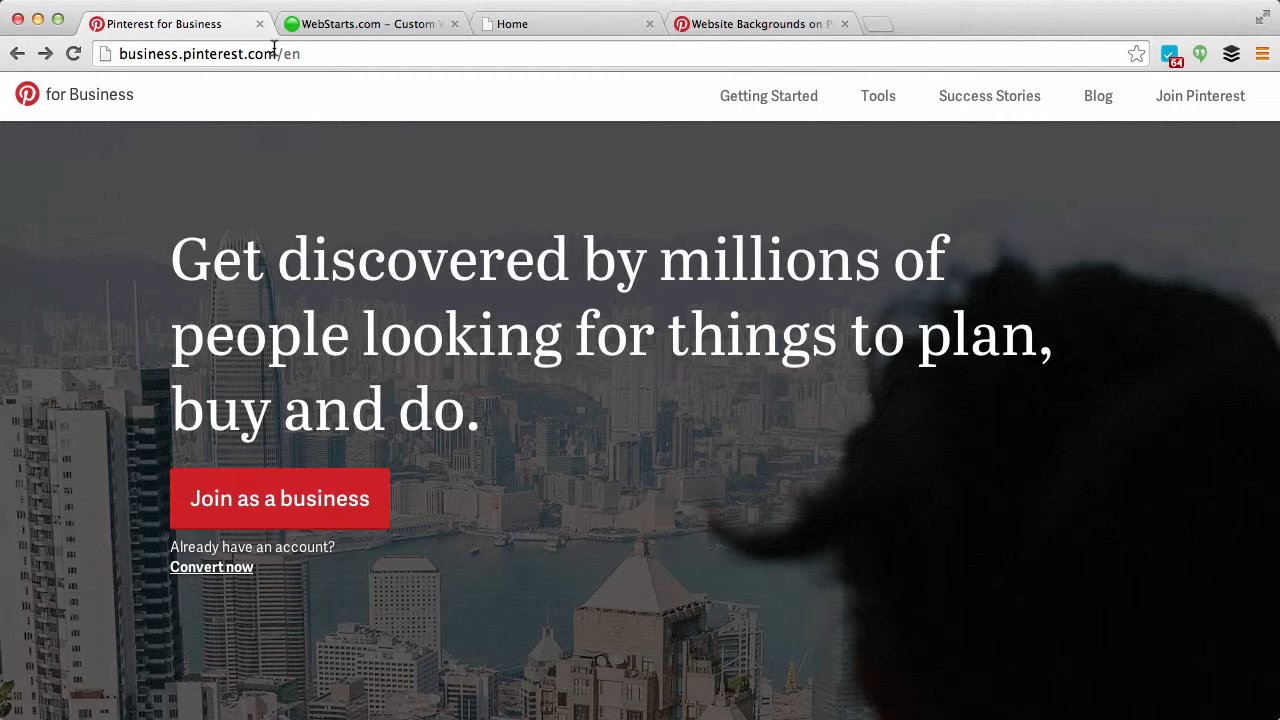 Pinterest for Business
WebStarts.com – Custom W
Home
Website Backgrounds on P
business.pinterest.com/en
64
for Business
Getting Started
Tools
Success Stories
Blog
Join Pinterest
Get discovered by millions of
people looking for things to plan,
buy and do.
Join as a business
Already have an account?
Convert now